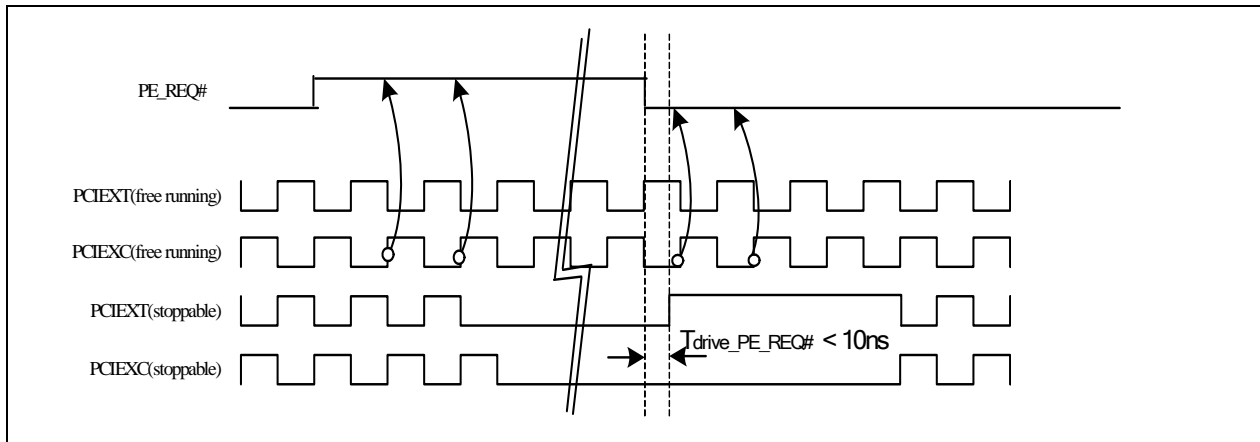 PE_REQ#
PCIEXT(free running)
PCIEXC(free running)
PCIEXT(stoppable)
Tdrive_PE_REQ# < 10ns
PCIEXC(stoppable)